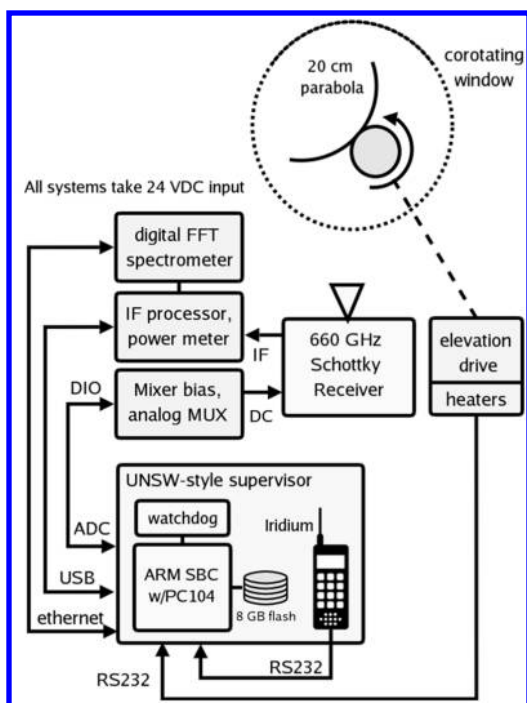 20 cm
parabola
corotating
window
All systems take 24 VDC input
digital FFT
spectrometer
IF processor,
power meter
IF
660 GHz
Schottky
Receiver
elevation
drive
heaters
DIO
Mixer bias,
analog MUX
DC
UNSW-style supervisor
watchdog
Iridium
ADC
ARM SBC
w/PC104
USB
8 GB flash
ethernet
RS232
RS232